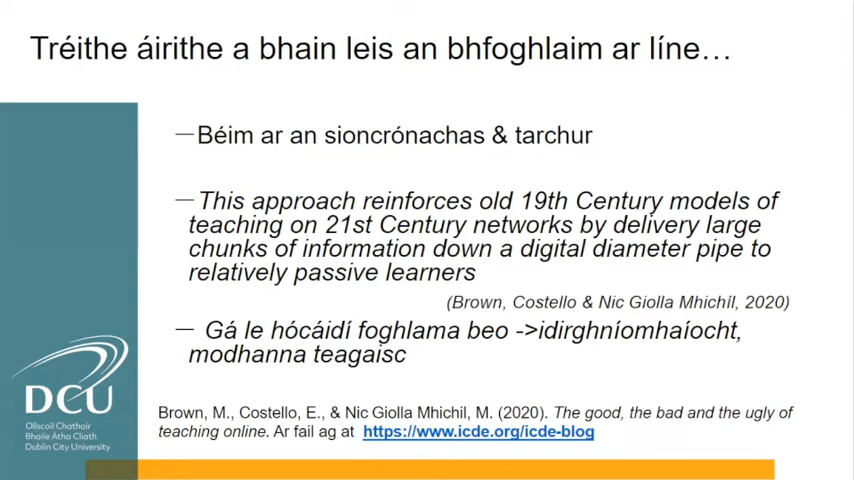 Tréithe áirithe a bhain leis an bhfoghlaim ar líne…
—Béim ar an sioncrónachas & tarchur
—This approach reinforces old 19th Century models of
teaching on 21st Century networks by delivery large
chunks of information down a digital diameter pipe to
relatively passive learners
(Brown, Costello & Nic Giolla Mhichíl, 2020)
— Gá le hócáidí foghlama beo ->idirghníomhaíocht,
modhanna teagaisc
DCU
Ollscoil Chathair
Bhaile Átha Cliath
Dublin City University
Brown, M., Costello, E., & Nic Giolla Mhichil, M. (2020). The good, the bad and the ugly of
teaching online. Ar fail ag at https://www.icde.org/icde-blog